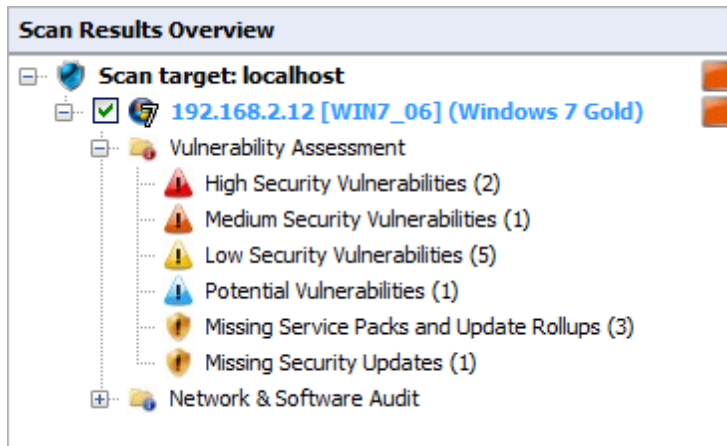 Scan Results Overview
Scan target: localhost
192.168.2.12 [WIN7_06] (Windows 7 Gold)
Vulnerability Assessment
High Security Vulnerabilities (2)
Medium Security Vulnerabilities (1)
Low Security Vulnerabilities (5)
Potential Vulnerabilities (1)
Missing Service Packs and Update Rollups (3)
Missing Security Updates (1)
Network & Software Audit